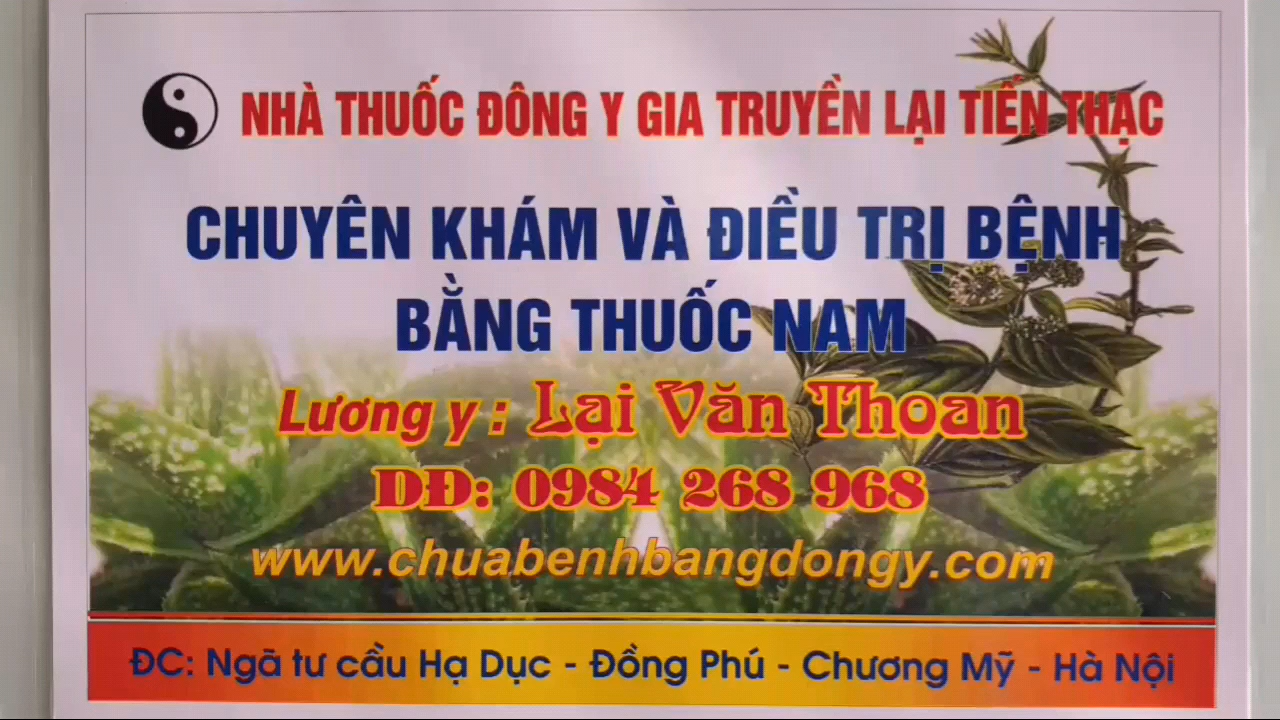 NHÀ THUỐC ĐÔNG Y GIA TRUYỀN LẠI TIẾN THẠC
CHUYÊN KHÁM VÀ ĐIỀU TRỊ BỆNH
BẰNG THUỐC NAM
Lương y : Lại Văn Thoan
DĐ: 0984 268 968
www.chuabenhbangdongy.com
ĐC: Ngã tư cầu Hạ Dục - Đồng Phú - Chương Mỹ - Hà Nội